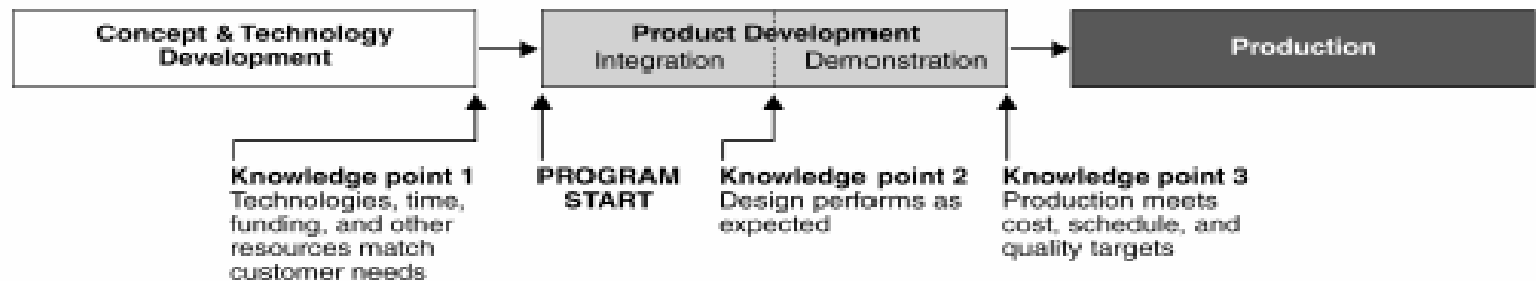 Concept & Technology
Development
Product Development
Integration
Demonstration
Production
Knowledge point 1
Technologies, time,
funding, and other
resources match
customer needs
PROGRAM
START
Knowledge point 2
Design performs as
expected
Knowledge point 3
Production meets
cost, schedule, and
quality targets